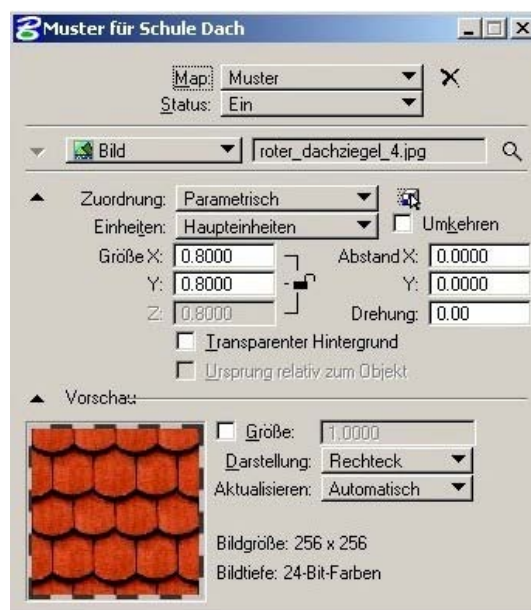 Muster für Schule Dach
Map: Muster
Status: Ein
Bild roter_dachziegel_4.jpg
Zuordnung: Parametrisch
Einheiten: Haupteinheiten Umkehren
Größe X: 0.8000 Abstand X: 0.0000
Y: 0.8000 Y: 0.0000
Z: 0.8000 Drehung: 0.00
Transparenter Hintergrund
Ursprung relativ zum Objekt
Vorschau
Größe: 1.0000
Darstellung: Rechteck
Aktualisieren: Automatisch
Bildgröße: 256 x 256
Bildtiefe: 24-Bit-Farben